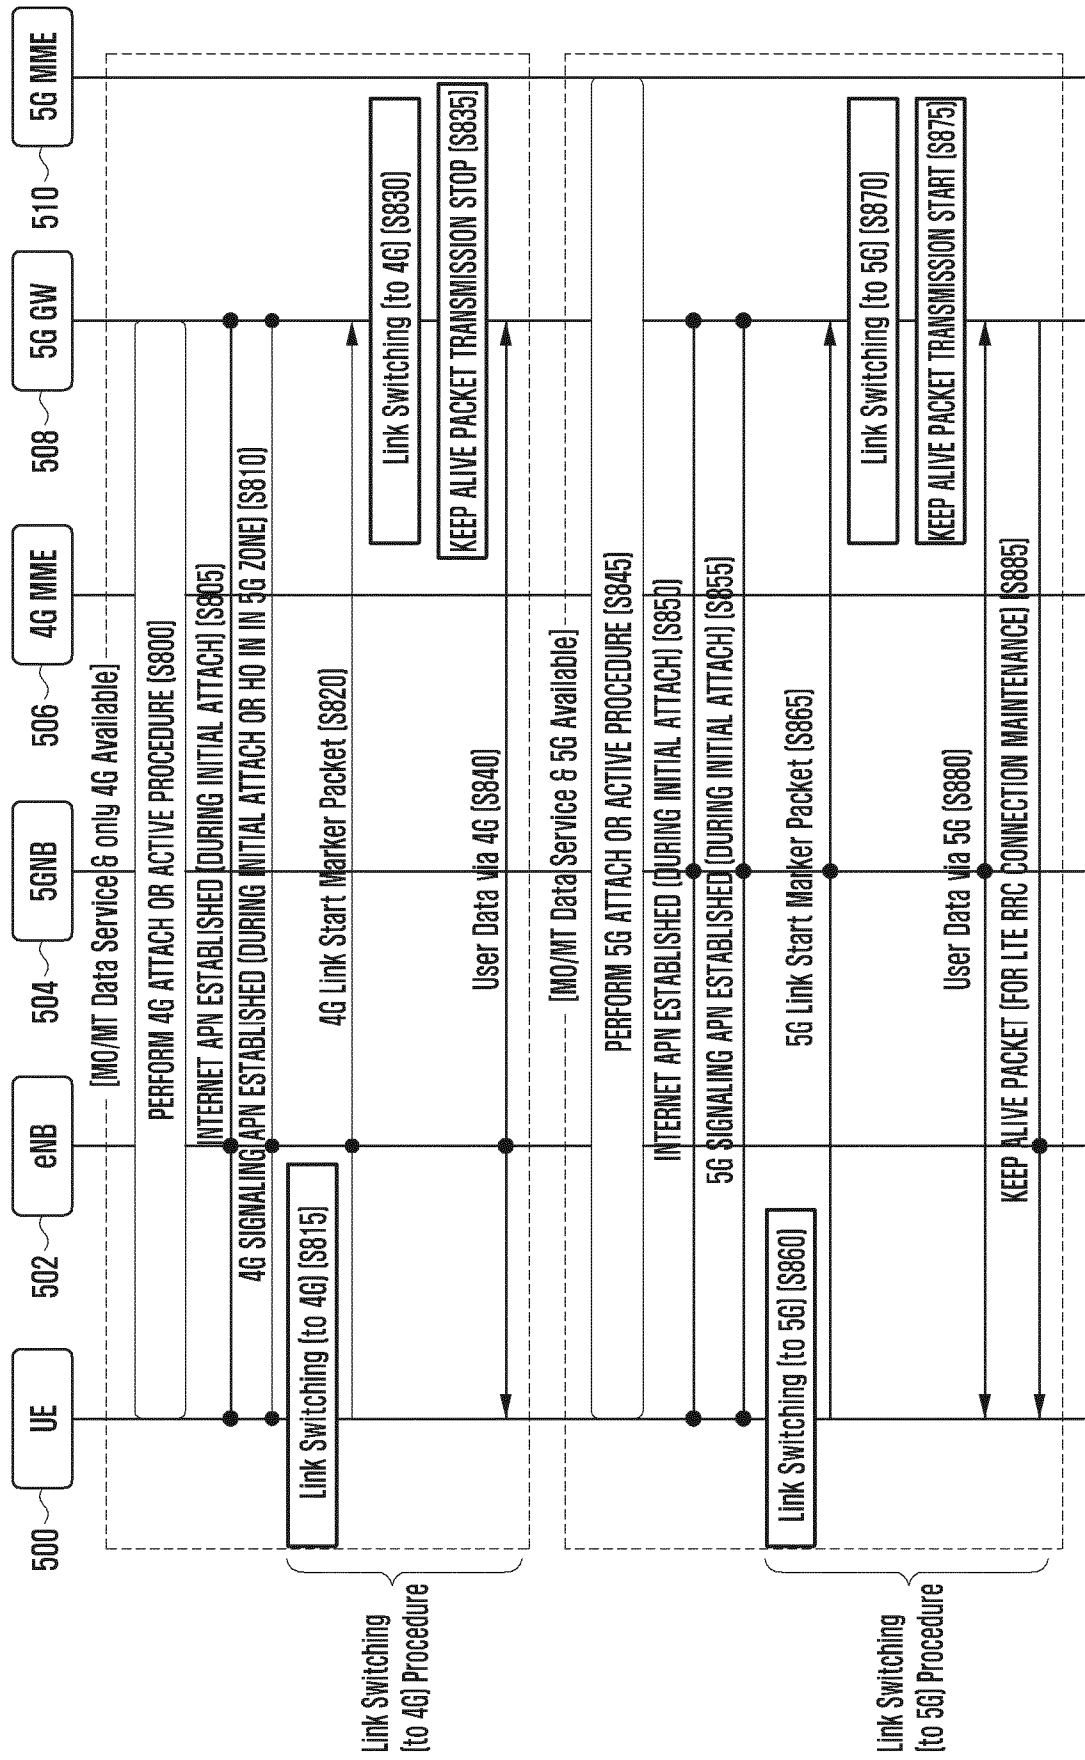 500
UE
502
eNB
504
5GNB
506
4G MME
508
5G GW
510
5G MME
[MO/MT Data Service & only 4G Available]
PERFORM 4G ATTACH OR ACTIVE PROCEDURE (S800)
INTERNET APN ESTABLISHED (DURING INITIAL ATTACH) (S805)
4G SIGNALING APN ESTABLISHED (DURING INITIAL ATTACH OR HO IN 5G ZONE) (S810)
Link Switching (to 4G) (S815)
4G Link Start Marker Packet (S820)
Link Switching (to 4G) (S830)
KEEP ALIVE PACKET TRANSMISSION STOP (S835)
User Data via 4G (S840)
Link Switching
(to 4G) Procedure
[MO/MT Data Service & 5G Available]
PERFORM 5G ATTACH OR ACTIVE PROCEDURE (S845)
INTERNET APN ESTABLISHED (DURING INITIAL ATTACH) (S850)
5G SIGNALING APN ESTABLISHED (DURING INITIAL ATTACH) (S855)
Link Switching (to 5G) (S860)
5G Link Start Marker Packet (S865)
Link Switching (to 5G) (S870)
KEEP ALIVE PACKET TRANSMISSION START (S875)
User Data via 5G (S880)
KEEP ALIVE PACKET (FOR LTE RRC CONNECTION MAINTENANCE) (S885)
Link Switching
(to 5G) Procedure